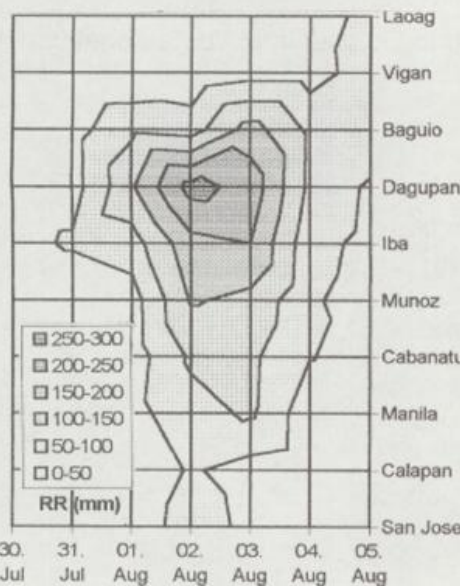 Laoag
Vigan
Baguio
Dagupan
Iba
Munoz
Cabanatu
Manila
Calapan
San Jose
250-300
200-250
150-200
100-150
50-100
0-50
RR (mm)
30. 31. 01. 02. 03. 04. 05.
Jul Jul Aug Aug Aug Aug Aug